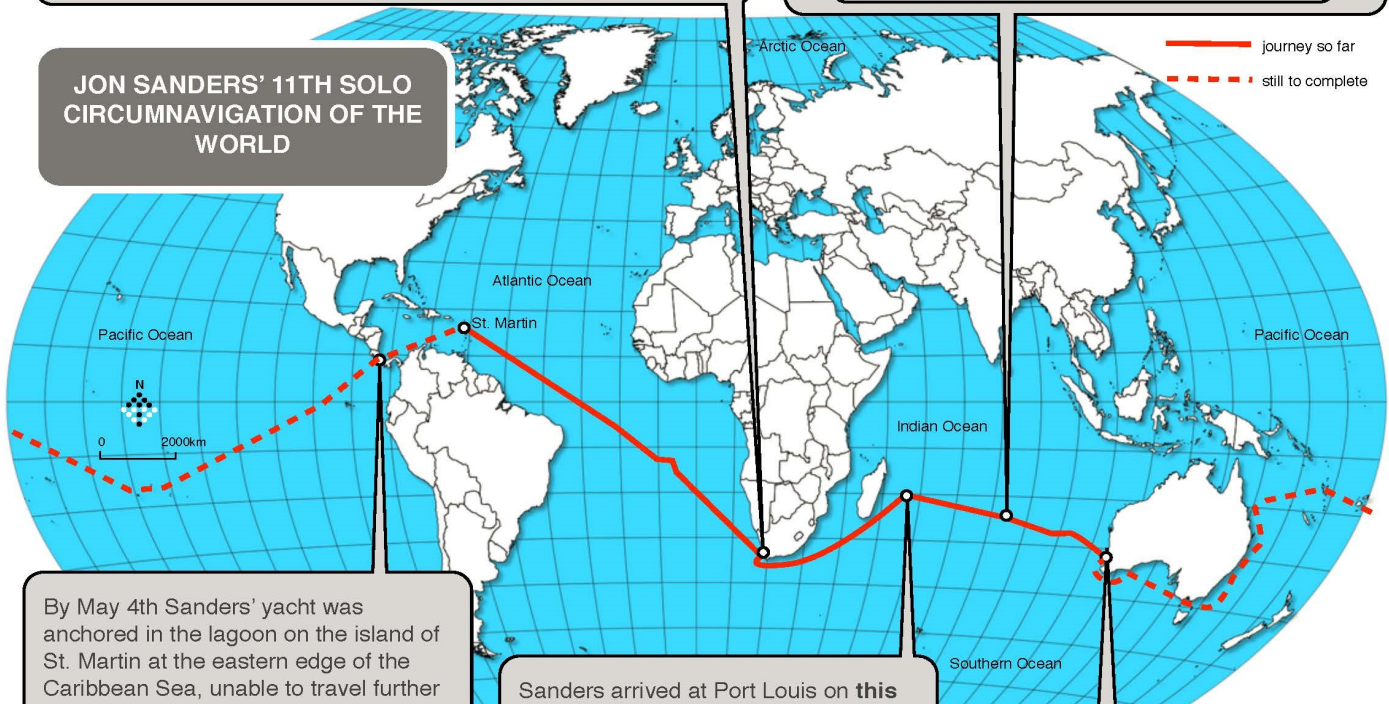 Arctic Ocean
journey so far
still to complete
JON SANDERS' 11TH SOLO
CIRCUMNAVIGATION OF THE
WORLD
Atlantic Ocean
St. Martin
Pacific Ocean
Pacific Ocean
N
0 2000km
Indian Ocean
By May 4th Sanders' yacht was
anchored in the lagoon on the island of
St. Martin at the eastern edge of the
Caribbean Sea, unable to travel further
Southern Ocean
Sanders arrived at Port Louis on this